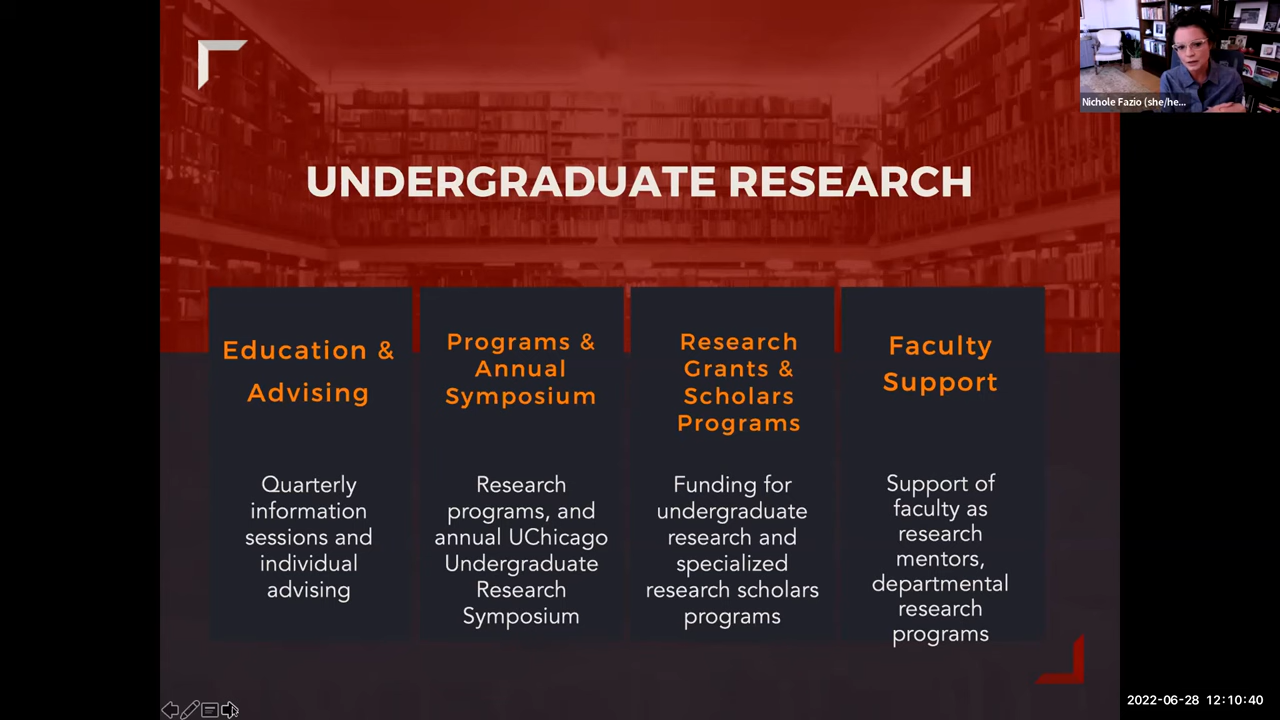 Nichole Fazio (she/he...
UNDERGRADUATE RESEARCH
Education &
Advising
Quarterly
information
sessions and
individual
advising
Programs &
Annual
Symposium
Research
programs, and
annual UChicago
Undergraduate
Research
Symposium
Research
Grants &
Scholars
Programs
Funding for
undergraduate
research and
specialized
research scholars
programs
Faculty
Support
Support of
faculty as
research
mentors,
departmental
research
programs
2022-06-28 12:10:40